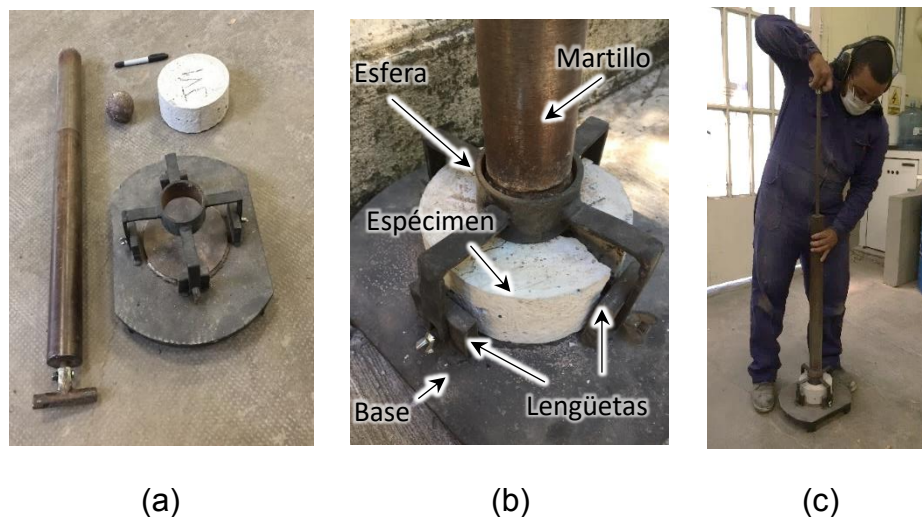 Esfera
Martillo
Espécimen
Base
Lengüetas
(a)
(b)
(c)